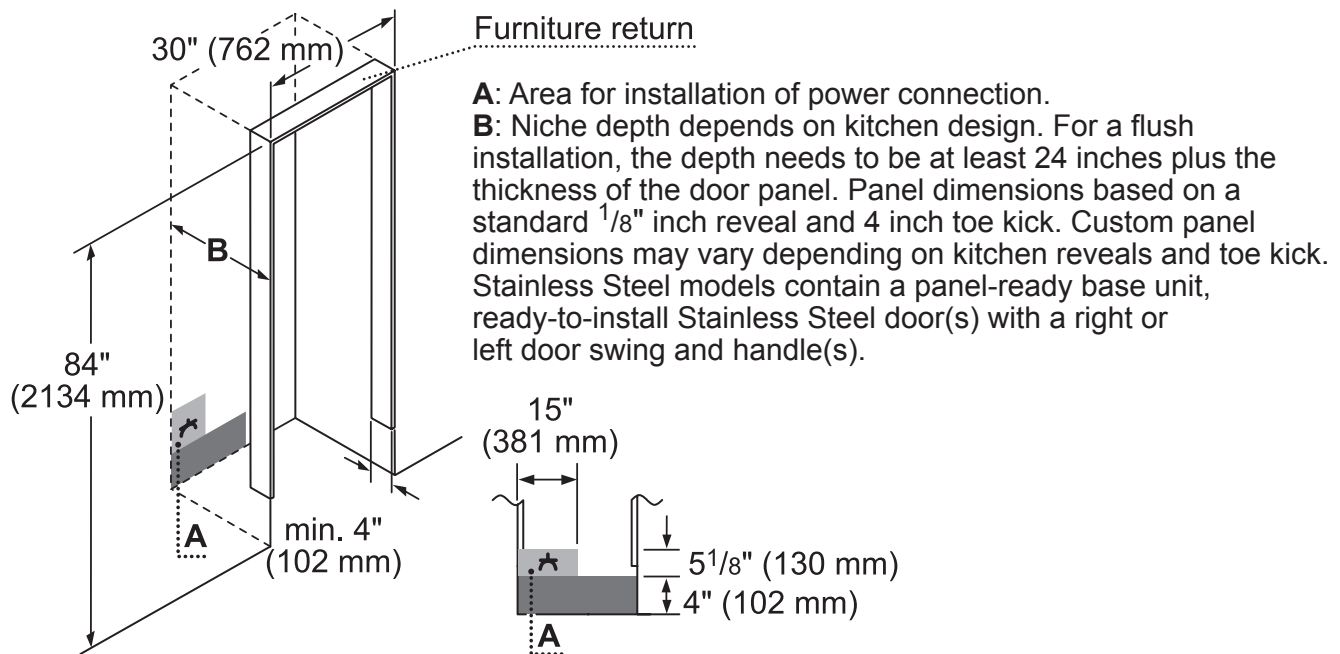 30" (762 mm)
Furniture return
A: Area for installation of power connection.
B: Niche depth depends on kitchen design. For a flush
installation, the depth needs to be at least 24 inches plus the
thickness of the door panel. Panel dimensions based on a
standard 1/8" inch reveal and 4 inch toe kick. Custom panel
dimensions may vary depending on kitchen reveals and toe kick.
Stainless Steel models contain a panel-ready base unit,
ready-to-install Stainless Steel door(s) with a right or
left door swing and handle(s).
B
84"
(2134 mm)
A
min. 4"
(102 mm)
15"
(381 mm)
5 1/8" (130 mm)
4" (102 mm)
A